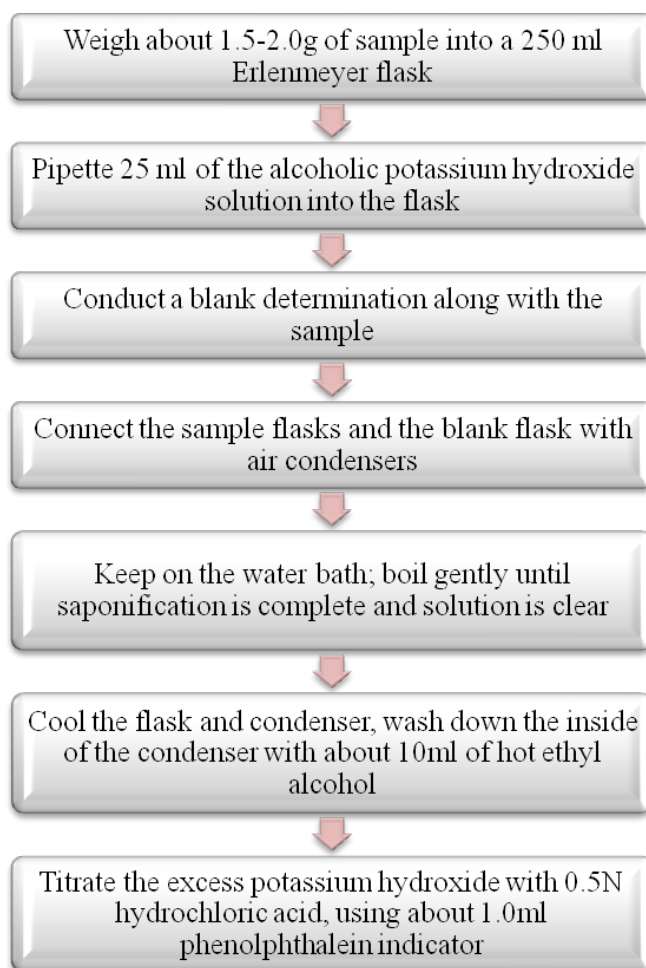 Weigh about 1.5-2.0g of sample into a 250 ml
Erlenmeyer flask
Pipette 25 ml of the alcoholic potassium hydroxide
solution into the flask
Conduct a blank determination along with the
sample
Connect the sample flasks and the blank flask with
air condensers
Keep on the water bath; boil gently until
saponification is complete and solution is clear
Cool the flask and condenser, wash down the inside
of the condenser with about 10ml of hot ethyl
alcohol
Titrate the excess potassium hydroxide with 0.5N
hydrochloric acid, using about 1.0ml
phenolphthalein indicator